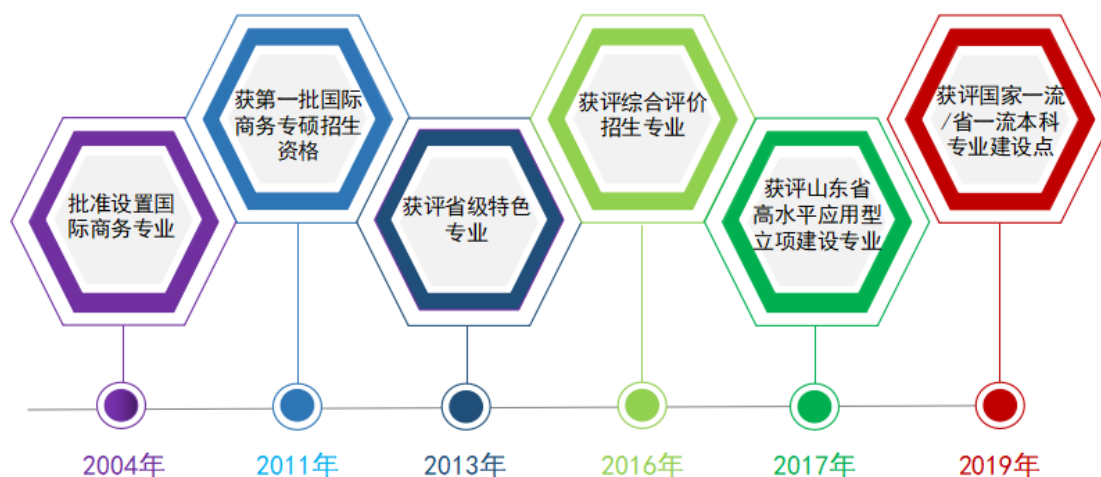 批准设置国
际商务专业
获第一批国际
商务专硕招生
资格
获评省级特色
专业
获评综合评价
招生专业
获评山东省
高水平应用型
立项建设专业
获评国家一流
/省一流本科
专业建设点
2004年
2011年
2013年
2016年
2017年
2019年